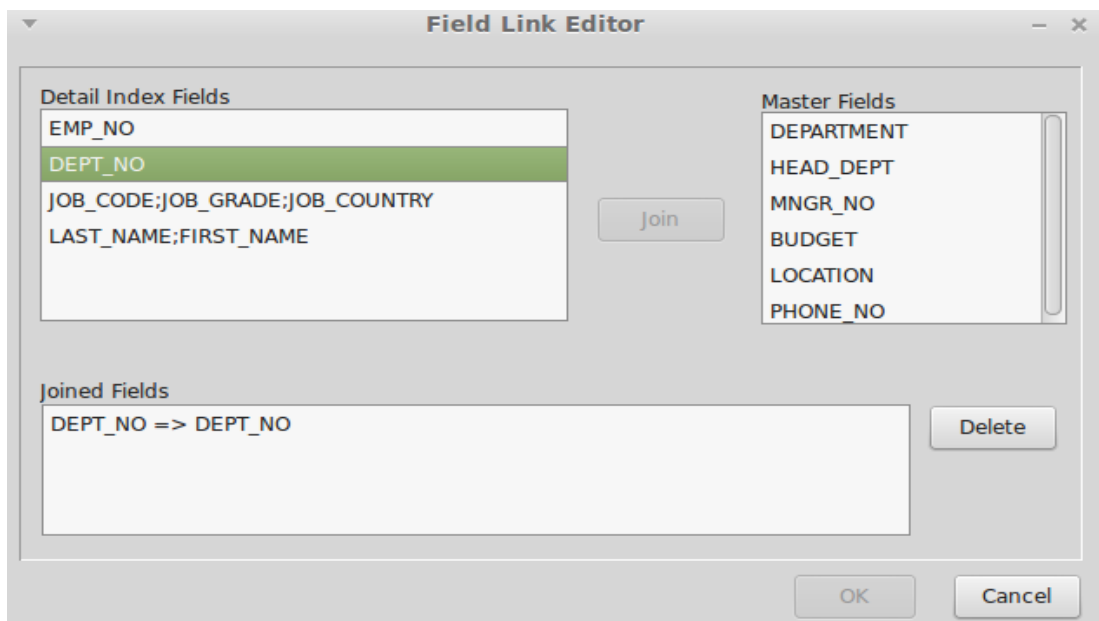 Field Link Editor
Detail Index Fields
EMP_NO
DEPT_NO
JOB_CODE;JOB_GRADE;JOB_COUNTRY
LAST_NAME;FIRST_NAME
Join
Master Fields
DEPARTMENT
HEAD_DEPT
MNGR_NO
BUDGET
LOCATION
PHONE_NO
Joined Fields
DEPT_NO => DEPT_NO
Delete
OK
Cancel